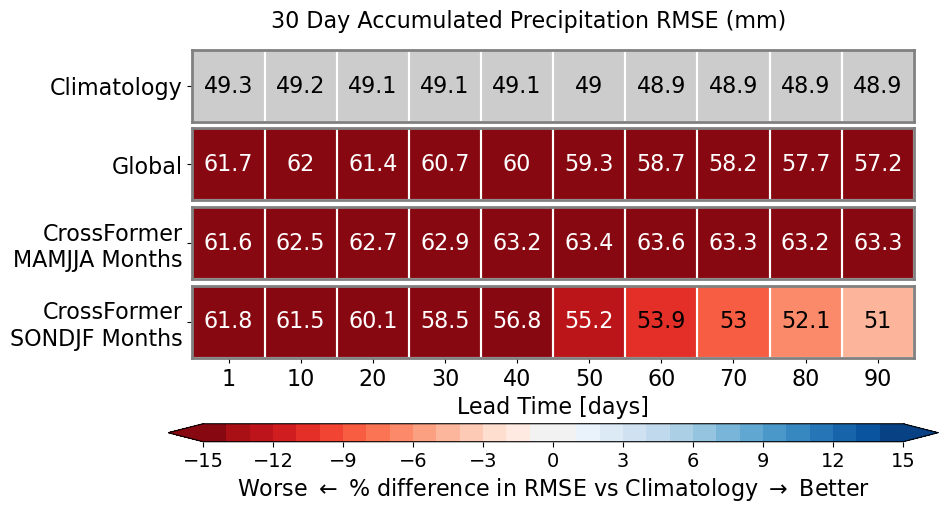 30 Day Accumulated Precipitation RMSE (mm)
Climatology 49.3 49.2 49.1 49.1 49.1 49 48.9 48.9 48.9 48.9
Global 61.7 62 61.4 60.7 60 59.3 58.7 58.2 57.7 57.2
CrossFormer
MAMJJA Months 61.6 62.5 62.7 62.9 63.2 63.4 63.6 63.3 63.2 63.3
CrossFormer
SONDJF Months 61.8 61.5 60.1 58.5 56.8 55.2 53.9 53 52.1 51
1 10 20 30 40 50 60 70 80 90
Lead Time [days]
−15 −12 −9 −6 −3 0 3 6 9 12 15
Worse ← % difference in RMSE vs Climatology → Better